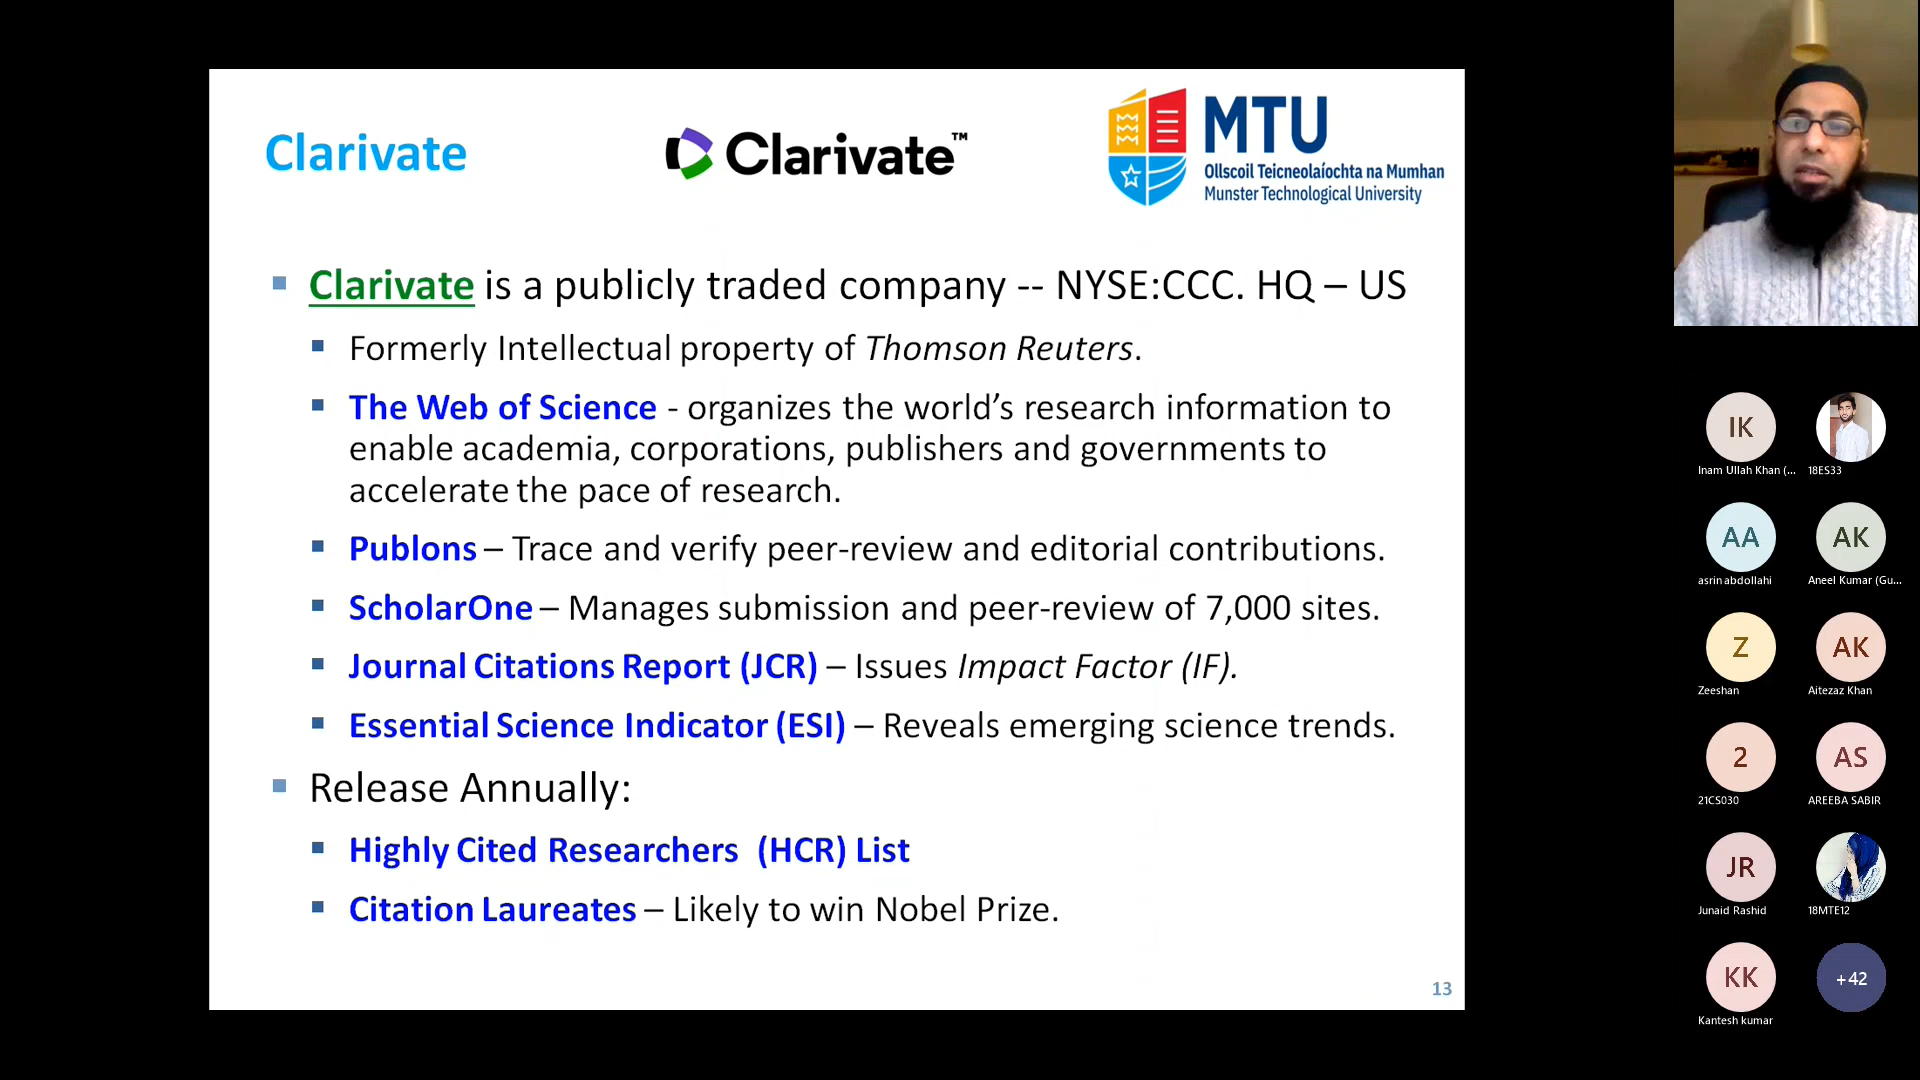 Clarivate
Clarivate™
MTU
Ollscoil Teicneolaíochta na Mumhan
Munster Technological University
Clarivate is a publicly traded company -- NYSE:CCC. HQ – US
Formerly Intellectual property of Thomson Reuters.
The Web of Science - organizes the world’s research information to
enable academia, corporations, publishers and governments to
accelerate the pace of research.
Publons – Trace and verify peer-review and editorial contributions.
ScholarOne – Manages submission and peer-review of 7,000 sites.
Journal Citations Report (JCR) – Issues Impact Factor (IF).
Essential Science Indicator (ESI) – Reveals emerging science trends.
Release Annually:
Highly Cited Researchers (HCR) List
Citation Laureates – Likely to win Nobel Prize.
13
IK
Inam Ullah Khan (...
18ES33
AA
asrin abdollahi
AK
Aneel Kumar (Gu...
Z
Zeeshan
AK
Aitezaz Khan
2
21CS030
AS
AREEBA SABIR
JR
Junaid Rashid
18MTE12
KK
Kantesh kumar
+42